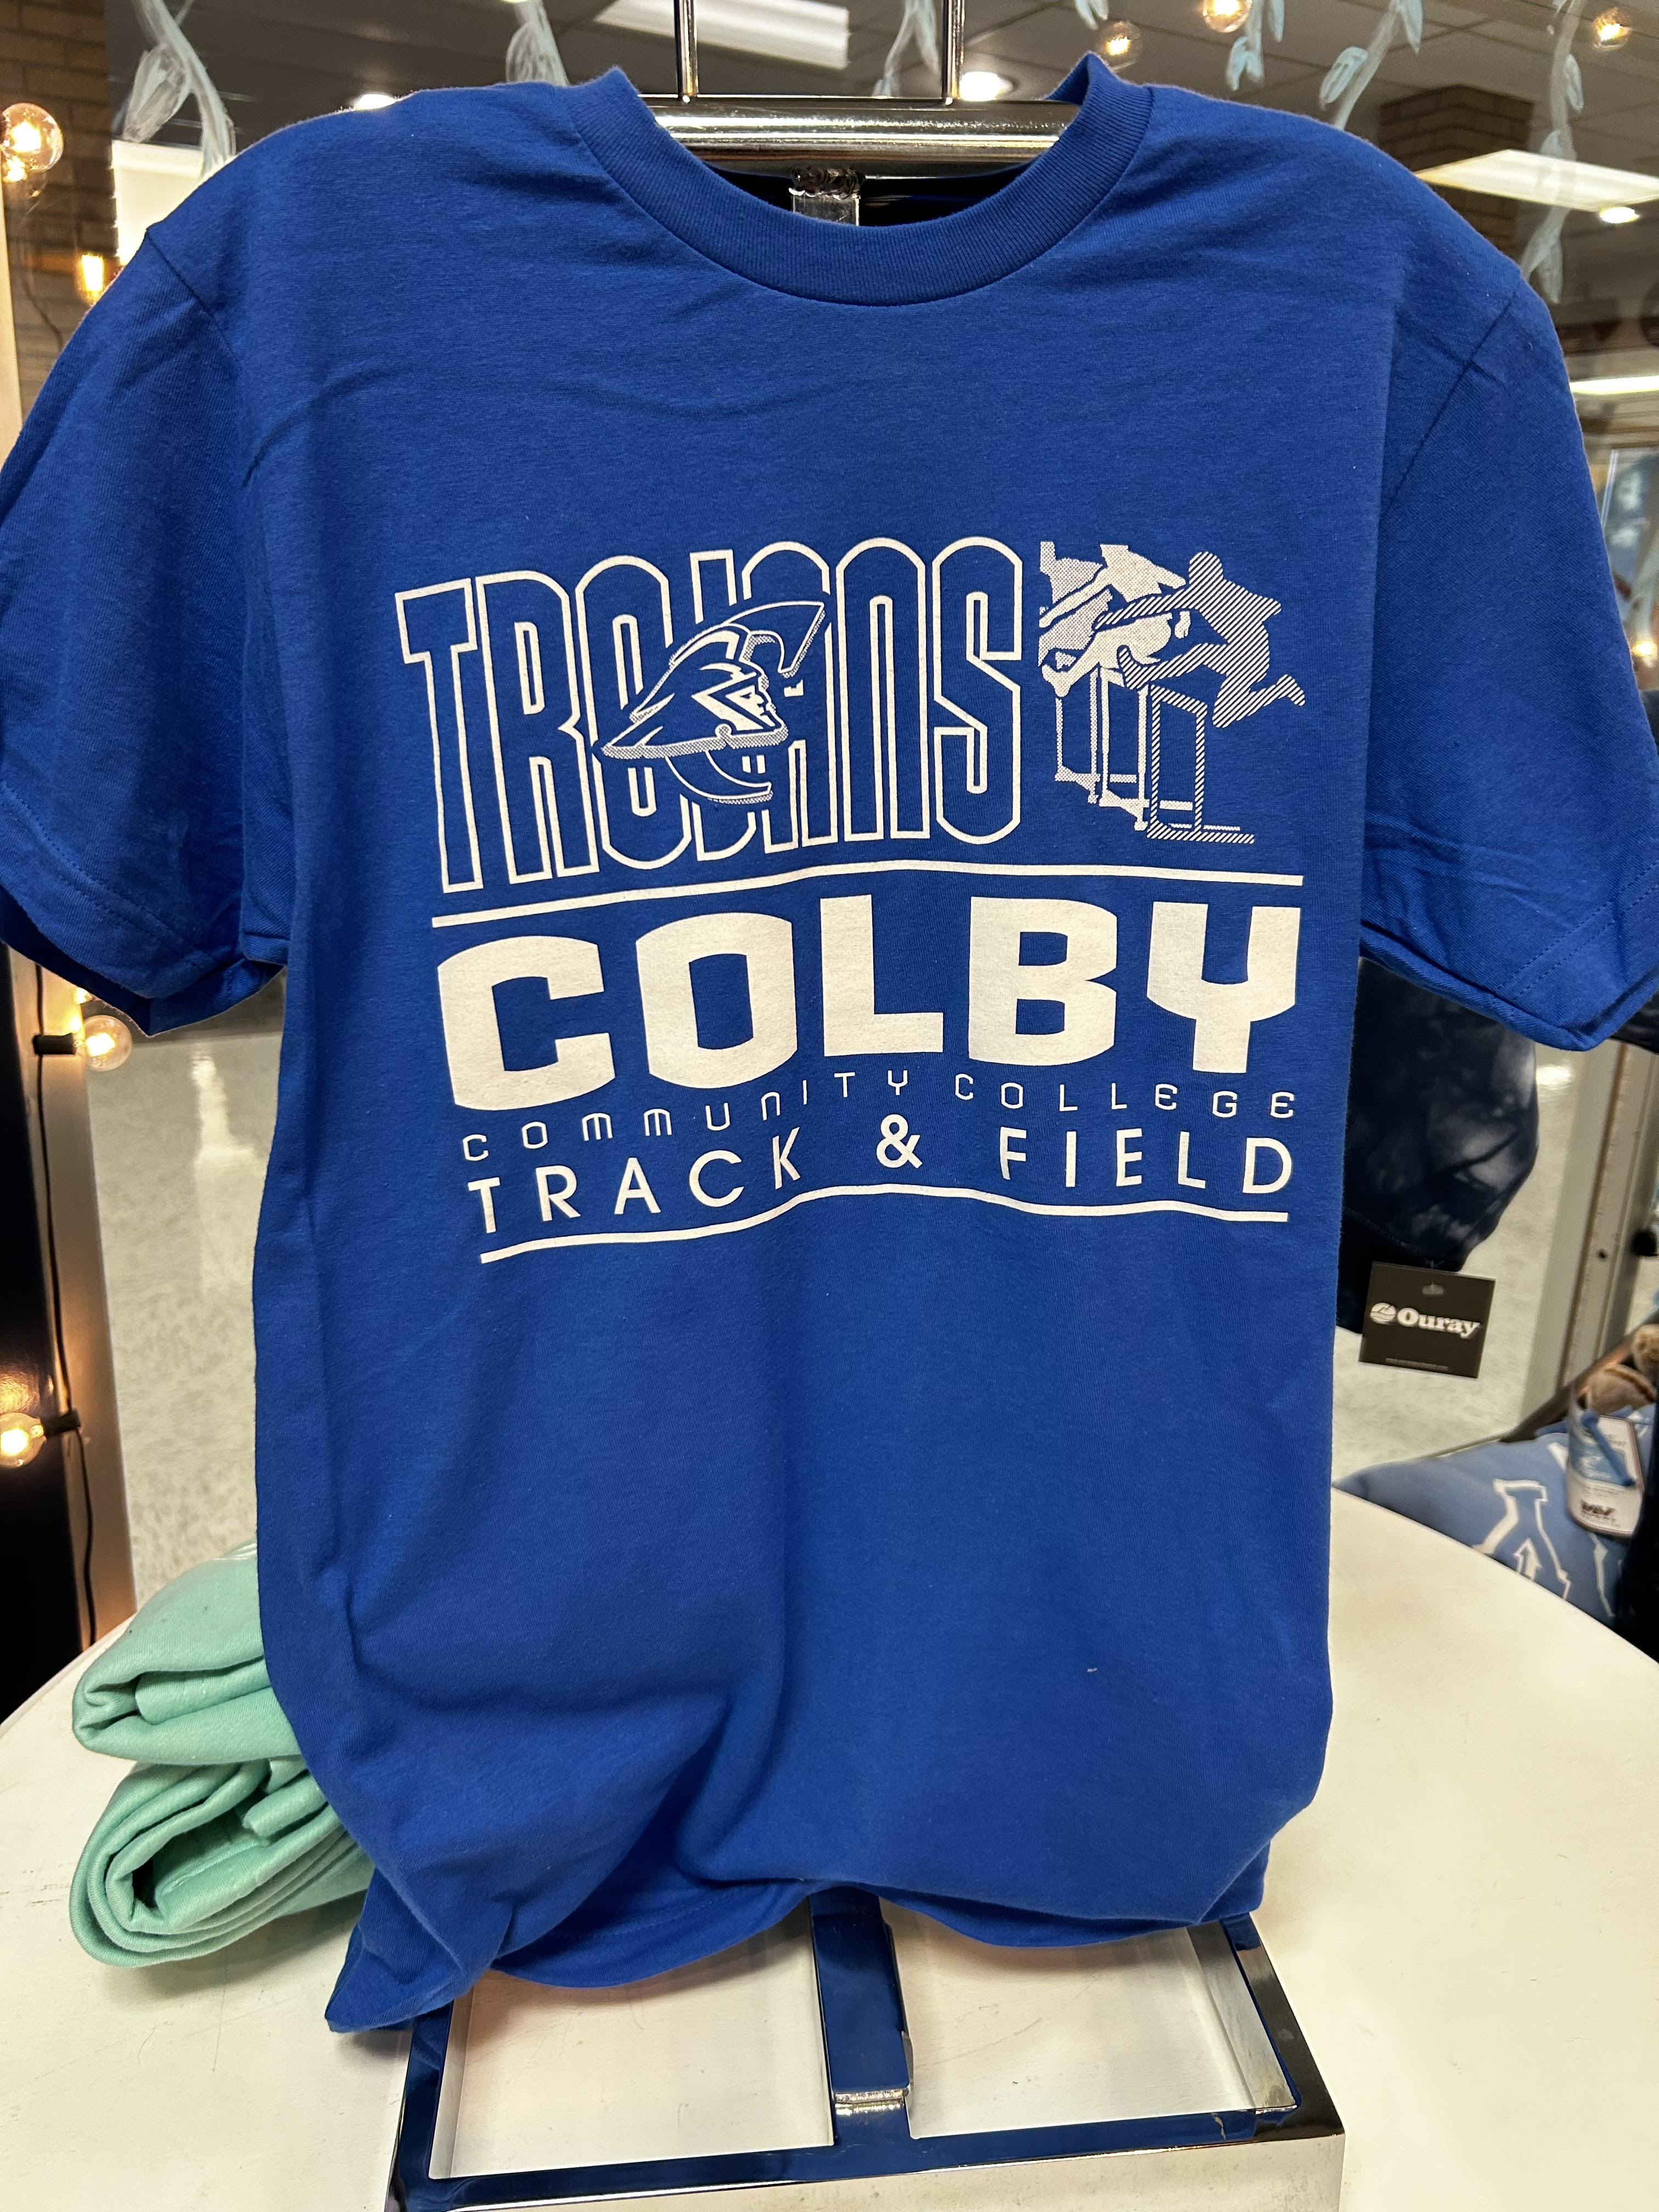 TROJANS
COLBY
COMMUNITY COLLEGE
TRACK & FIELD
Ouray